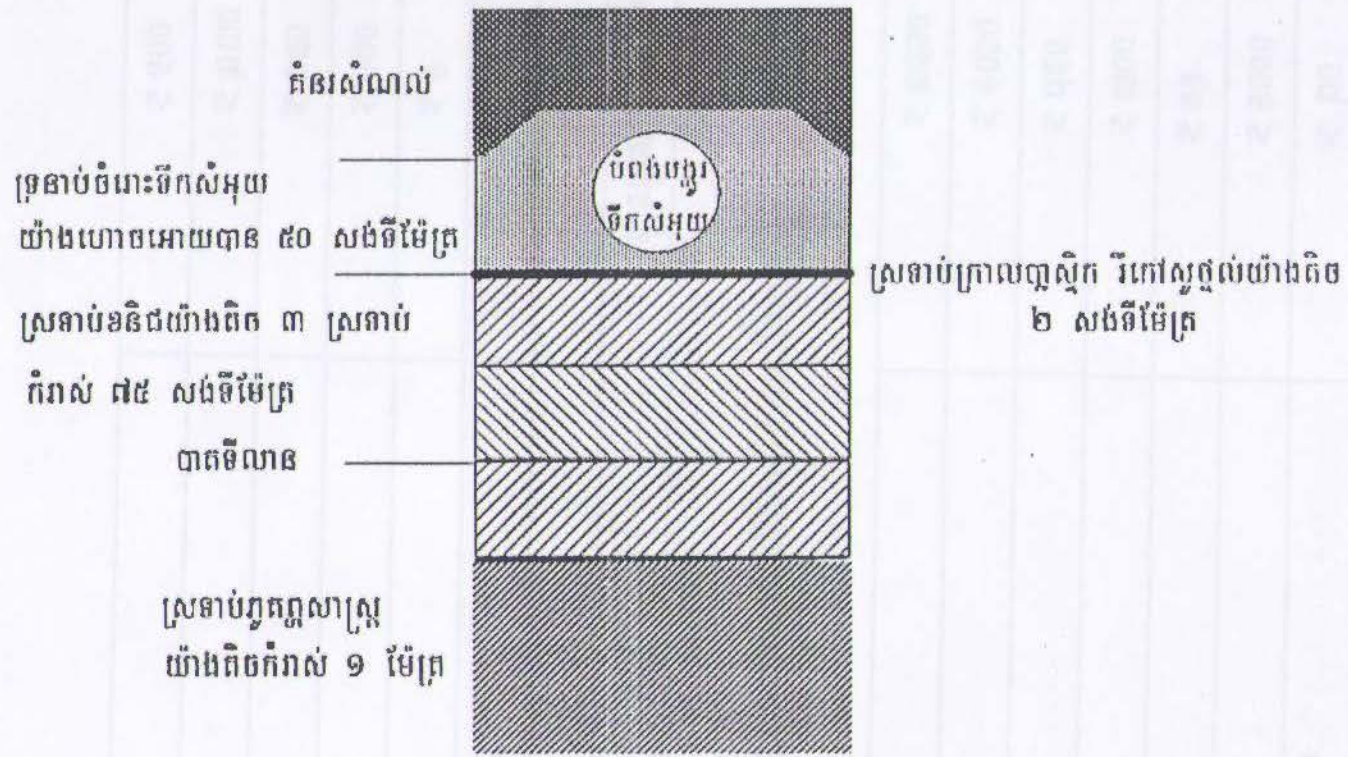 គំនរសំណល់
ទ្រនាប់ចំរោះទឹកសំអុយ
យ៉ាងហោចអោយបាន ៥០ សង់ទីម៉ែត្រ
បំពង់បង្ហូរ
ទឹកសំអុយ
ស្រទាប់ក្រាលប្លាស្ទិក រឺកៅស៊ូថ្នល់យ៉ាងតិច
២ សង់ទីម៉ែត្រ
ស្រទាប់ខនិជយ៉ាងតិច ៣ ស្រទាប់
កំរាស់ ៧៥ សង់ទីម៉ែត្រ
បាតទីលាន
ស្រទាប់ភូគព្ភសាស្ត្រ
យ៉ាងតិចកំរាស់ ១ ម៉ែត្រ